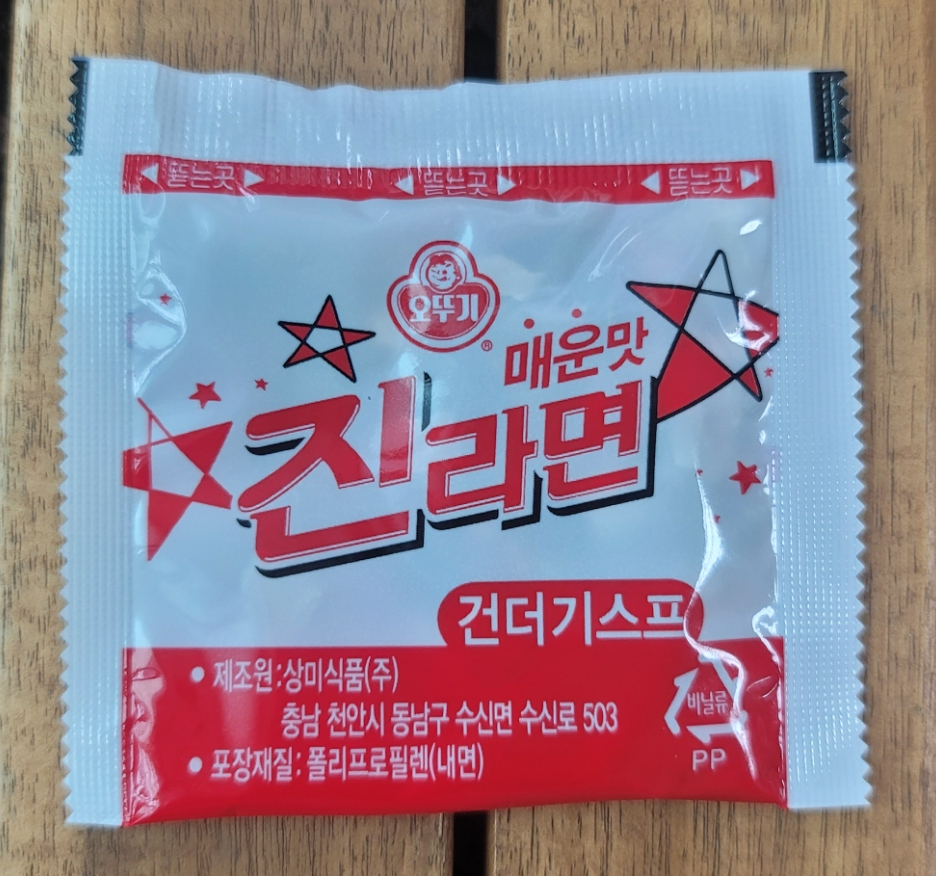 ◀뜯는곳▶ ◀뜯는곳▶ ◀뜯는곳▶
오뚜기®
매운맛
진라면
건더기스프
• 제조원:상미식품(주)
충남 천안시 동남구 수신면 수신로 503
• 포장재질: 폴리프로필렌(내면)
비닐류
PP